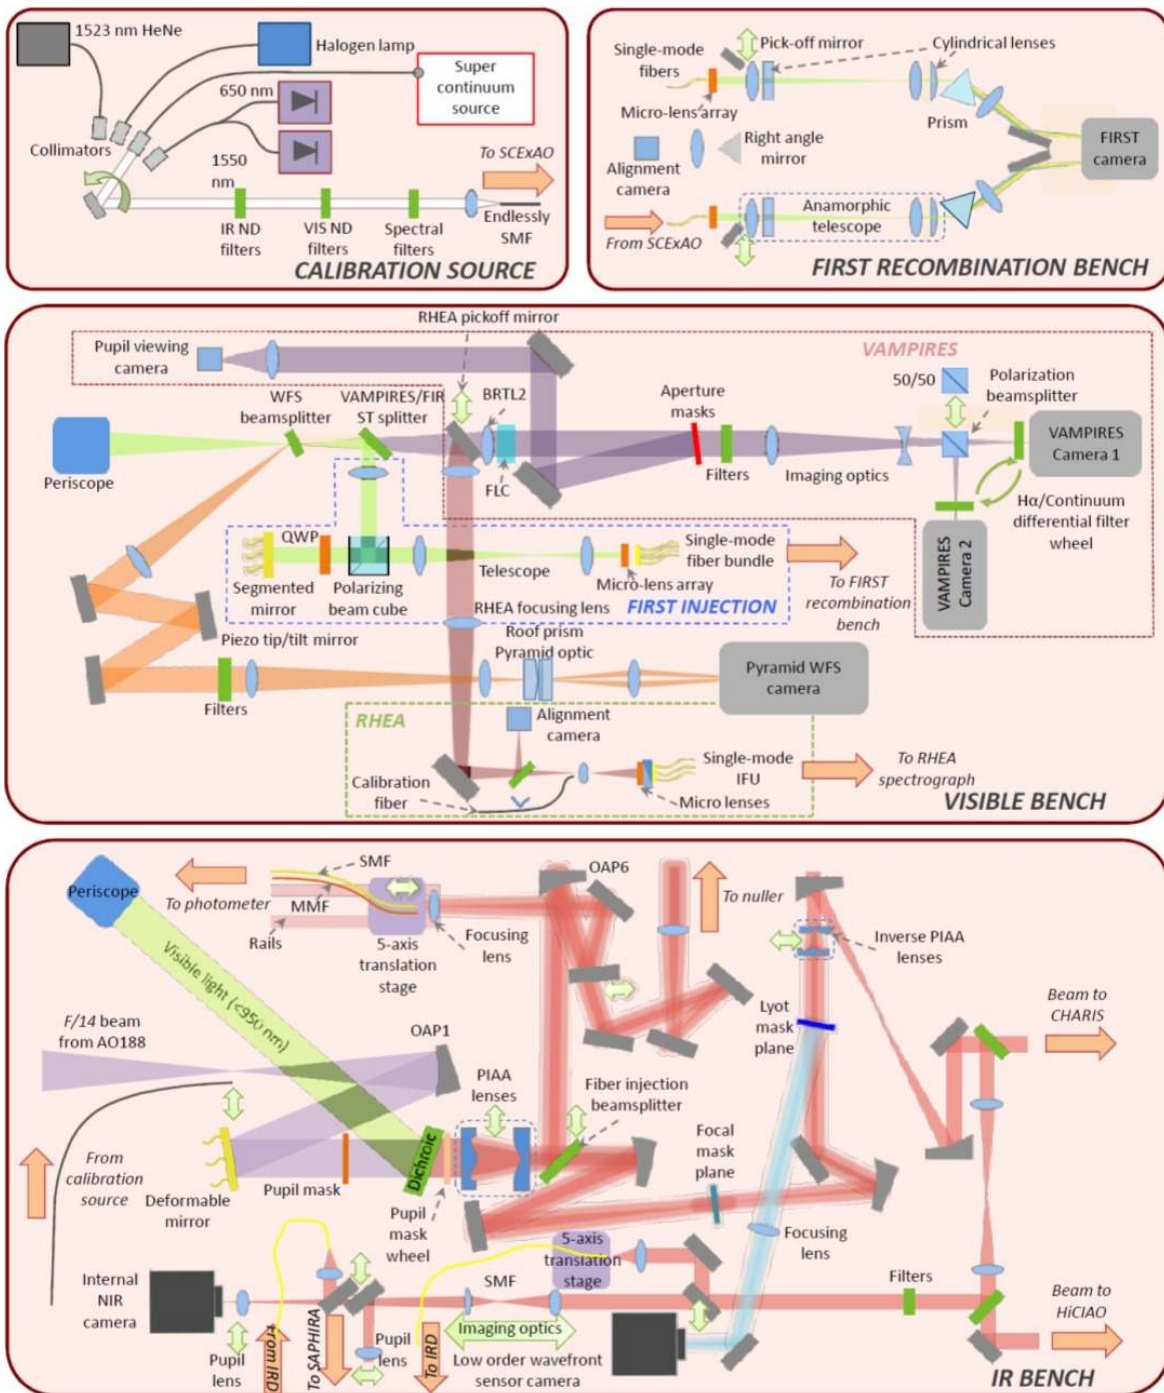 1523 nm HeNe
Halogen lamp
Super
continuum
source
650 nm
Collimators
1550
nm
To SCExAO
IR ND
filters
VIS ND
filters
Spectral
filters
Endlessly
SMF
CALIBRATION SOURCE
Single-mode
fibers
Pick-off mirror
Cylindrical lenses
Micro-lens array
Prism
FIRST
camera
Right angle
mirror
Alignment
camera
Anamorphic
telescope
From SCExAO
FIRST RECOMBINATION BENCH
RHEA pickoff mirror
Pupil viewing
camera
VAMPIRES
WFS
beamsplitter
VAMPIRES/FIR
ST splitter
BRTL2
Aperture
masks
50/50
Polarization
beamsplitter
VAMPIRES
Camera 1
Periscope
FLC
Filters
Imaging optics
Hα/Continuum
differential filter
wheel
VAMPIRES
Camera 2
QWP
Segmented
mirror
Polarizing
beam cube
Telescope
Single-mode
fiber bundle
Micro-lens array
FIRST INJECTION
To FIRST
recombination
bench
RHEA focusing lens
Piezo tip/tilt mirror
Roof prism
Pyramid optic
Pyramid WFS
camera
Filters
RHEA
Alignment
camera
Calibration
fiber
Single-mode
IFU
Micro lenses
To RHEA
spectrograph
VISIBLE BENCH
Periscope
SMF
To photometer
MMF
Rails
5-axis
translation
stage
Focusing
lens
OAP6
To nuller
Inverse PIAA
lenses
Visible light (<950 nm)
F/14 beam
from AO188
OAP1
Lyot
mask
plane
Beam to
CHARIS
PIAA
lenses
Fiber injection
beamsplitter
Focal
mask
plane
From
calibration
source
Deformable
mirror
Pupil mask
Dichroic
Pupil
mask
wheel
Focusing
lens
5-axis
translation
stage
Internal
NIR
camera
SMF
Filters
Beam to
HiCIAO
Imaging optics
Pupil
lens
from IRD
To SAPHIRA
Pupil
lens
To IRD
Low order wavefront
sensor camera
IR BENCH